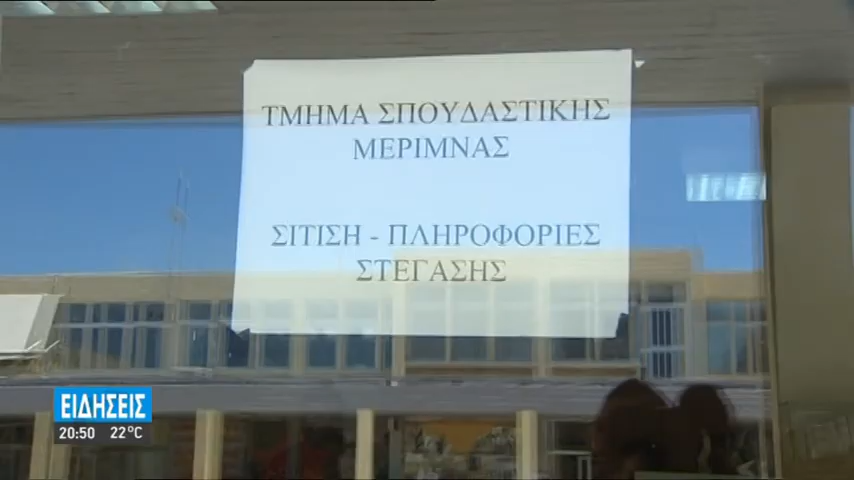 ΤΜΗΜΑ ΣΠΟΥΔΑΣΤΙΚΗΣ
ΜΕΡΙΜΝΑΣ
ΣΙΤΙΣΗ - ΠΛΗΡΟΦΟΡΙΕΣ
ΣΤΕΓΑΣΗΣ
ΕΙΔΗΣΕΙΣ
20:50 22°C